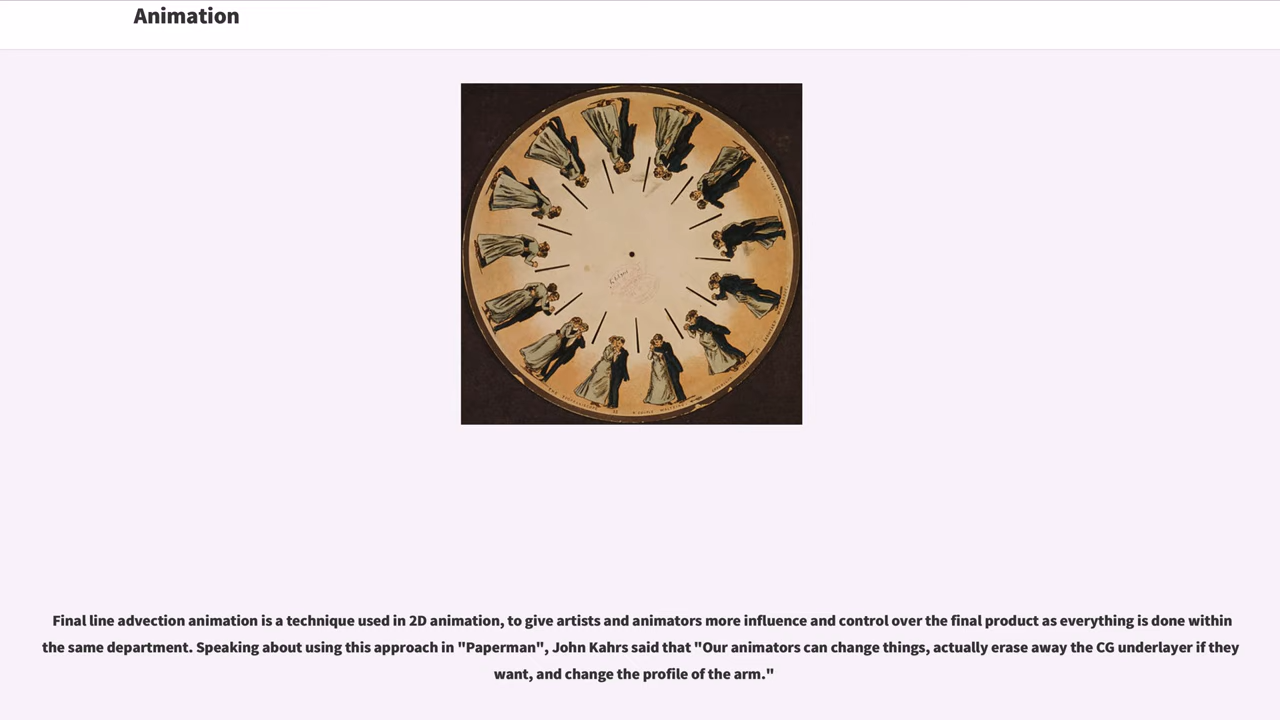 Animation
Final line advection animation is a technique used in 2D animation, to give artists and animators more influence and control over the final product as everything is done within
the same department. Speaking about using this approach in "Paperman", John Kahrs said that "Our animators can change things, actually erase away the CG underlayer if they
want, and change the profile of the arm."